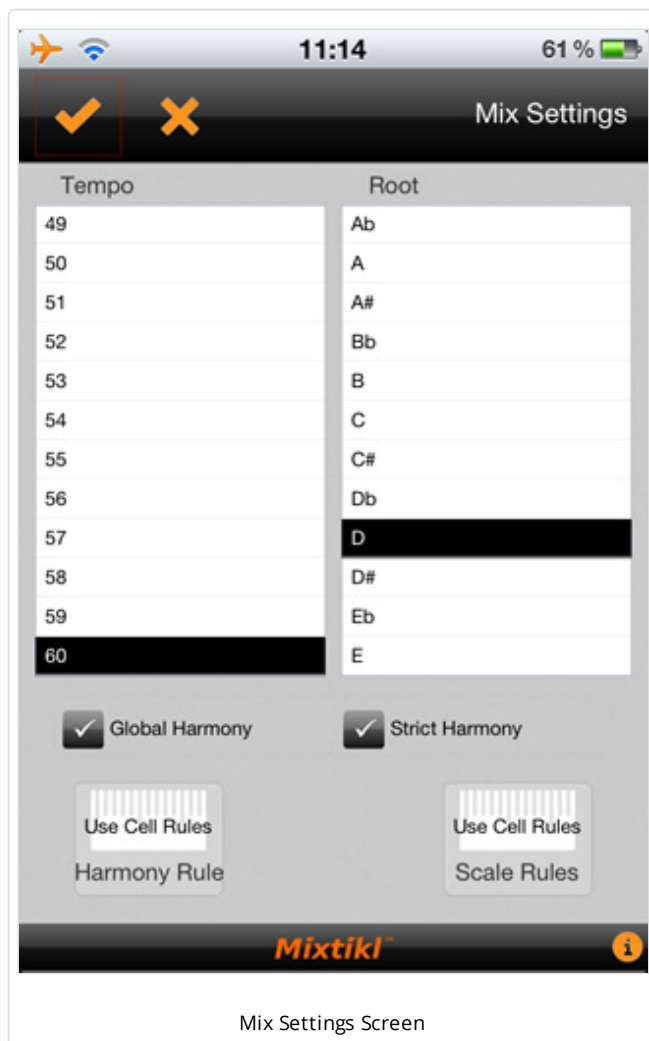 11:14
61 %
Mix Settings
Tempo
Root
49
Ab
50
A
51
A#
52
Bb
53
B
54
C
55
C#
56
Db
57
D
58
D#
59
Eb
60
E
Global Harmony
Strict Harmony
Use Cell Rules
Use Cell Rules
Harmony Rule
Scale Rules
Mixtikl™
i
Mix Settings Screen